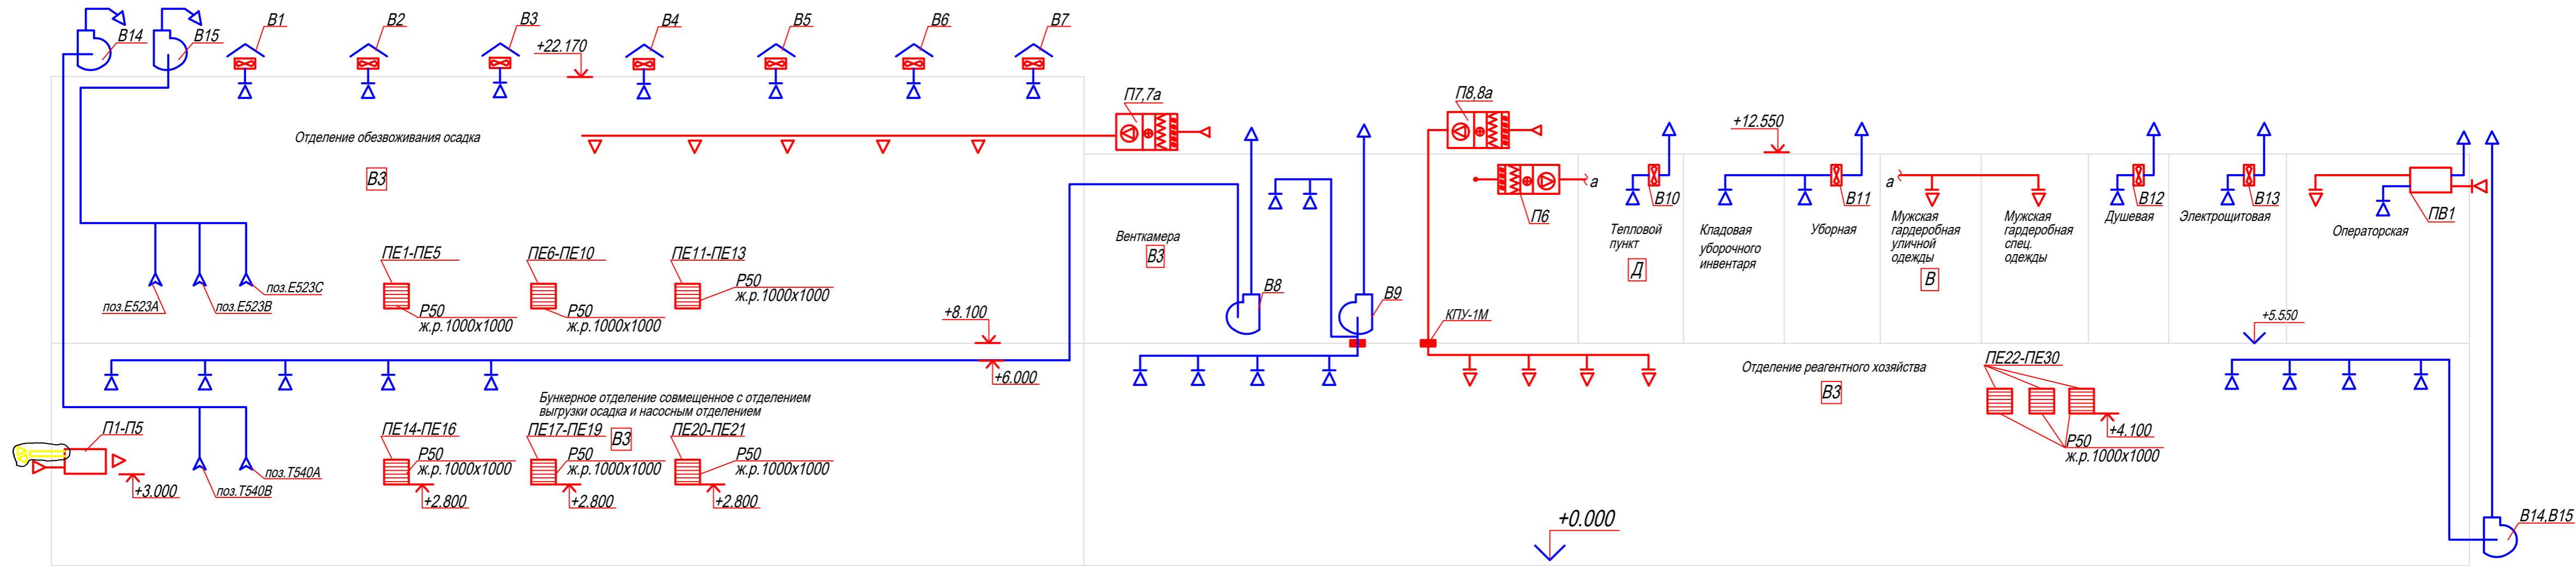 В14
В15
В1
В2
В3
В4
В5
В6
В7
+22.170
П7,7а
П8,8а
+12.550
Отделение обезвоживания осадка
В3
а
П6
В10
В11
а
В12
В13
ПВ1
Венткамера
В3
Тепловой
пункт
Д
Кладовая
уборочного
инвентаря
Уборная
Мужская
гардеробная
уличной
одежды
В
Мужская
гардеробная
спец.
одежды
Душевая
Электрощитовая
Операторская
ПЕ1-ПЕ5
Р50
ж.р.1000х1000
ПЕ6-ПЕ10
Р50
ж.р.1000х1000
ПЕ11-ПЕ13
Р50
ж.р.1000х1000
поз.Е523А
поз.Е523В
поз.Е523С
В8
В9
+8.100
КПУ-1М
+5.550
+6.000
Отделение реагентного хозяйства
В3
ПЕ22-ПЕ30
+4.100
Р50
ж.р.1000х1000
Бункерное отделение совмещенное с отделением
выгрузки осадка и насосным отделением
В3
П1-П5
+3.000
поз.Т540В
поз.Т540А
ПЕ14-ПЕ16
Р50
ж.р.1000х1000
+2.800
ПЕ17-ПЕ19
Р50
ж.р.1000х1000
+2.800
ПЕ20-ПЕ21
Р50
ж.р.1000х1000
+2.800
+0.000
В14,В15